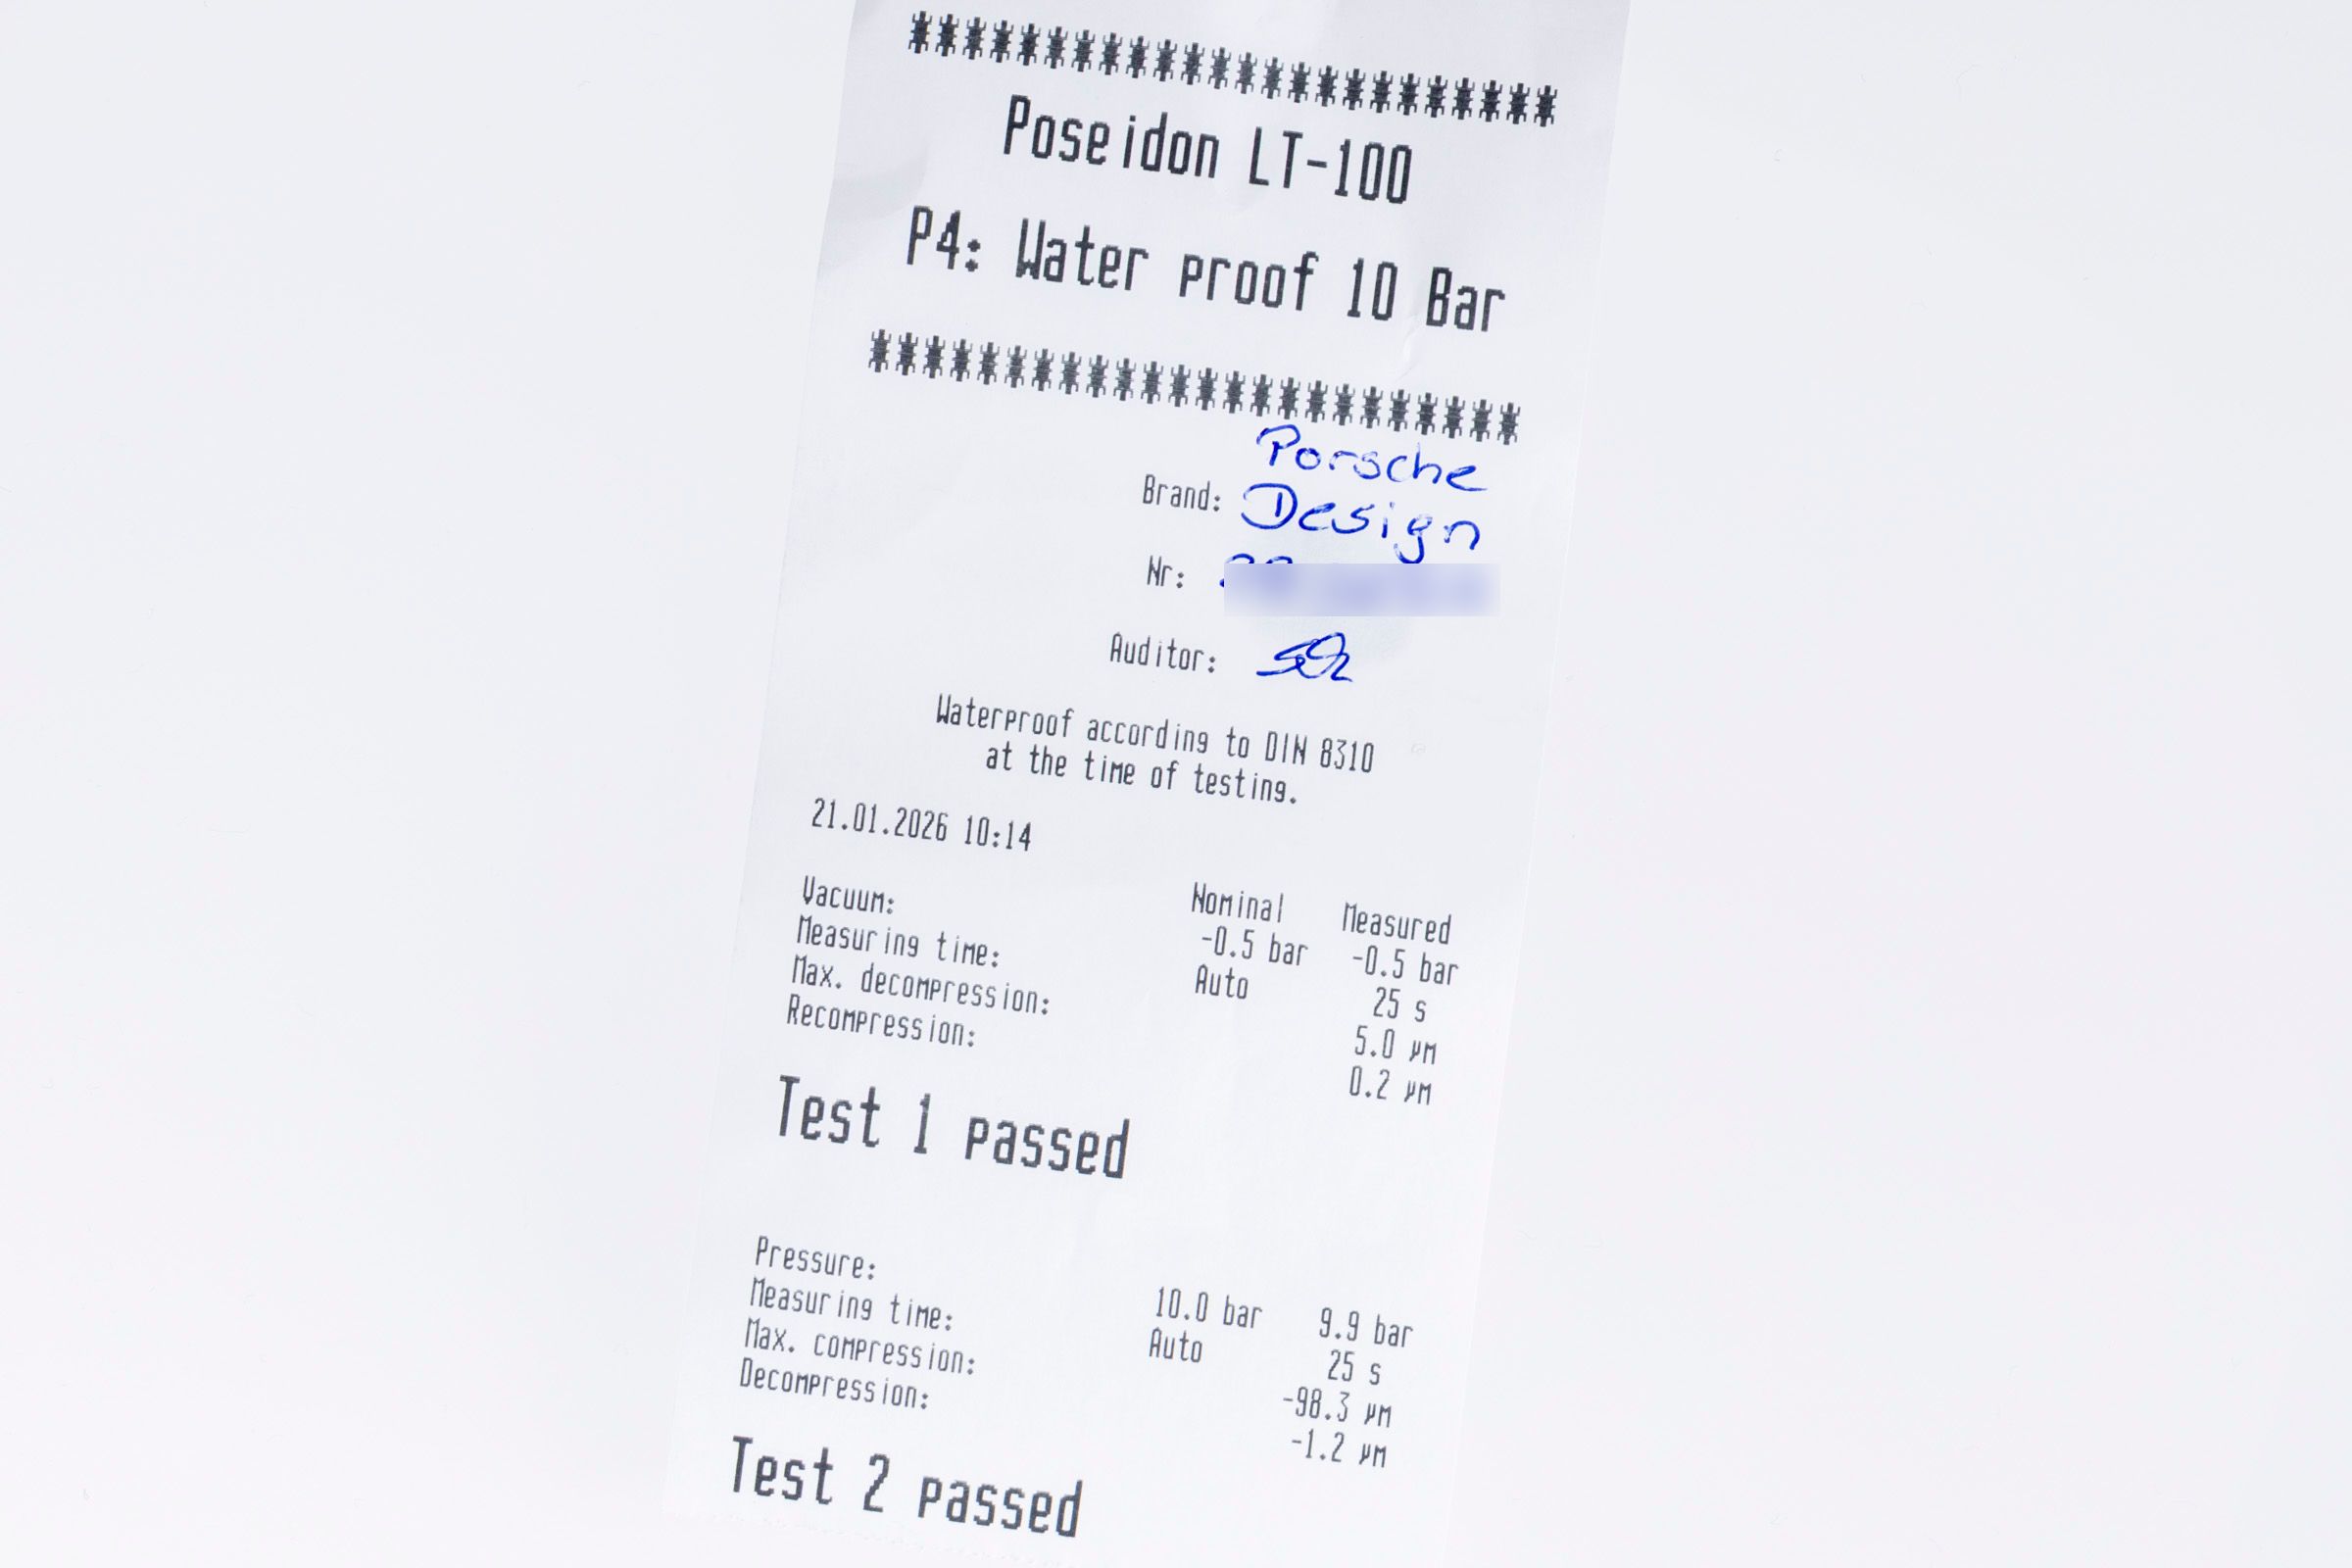 ************************
Poseidon LT-100
P4: Water proof 10 Bar
************************
Porsche
Brand: Design
Nr:
Auditor:
Waterproof according to DIN 8310
at the time of testing.
21.01.2026 10:14
Nominal Measured
Vacuum: -0.5 bar -0.5 bar
Measuring time: Auto 25 s
Max. decompression: 5.0 µm
Recompression: 0.2 µm
Test 1 passed
Pressure: 10.0 bar 9.9 bar
Measuring time: Auto 25 s
Max. compression: -98.3 µm
Decompression: -1.2 µm
Test 2 passed